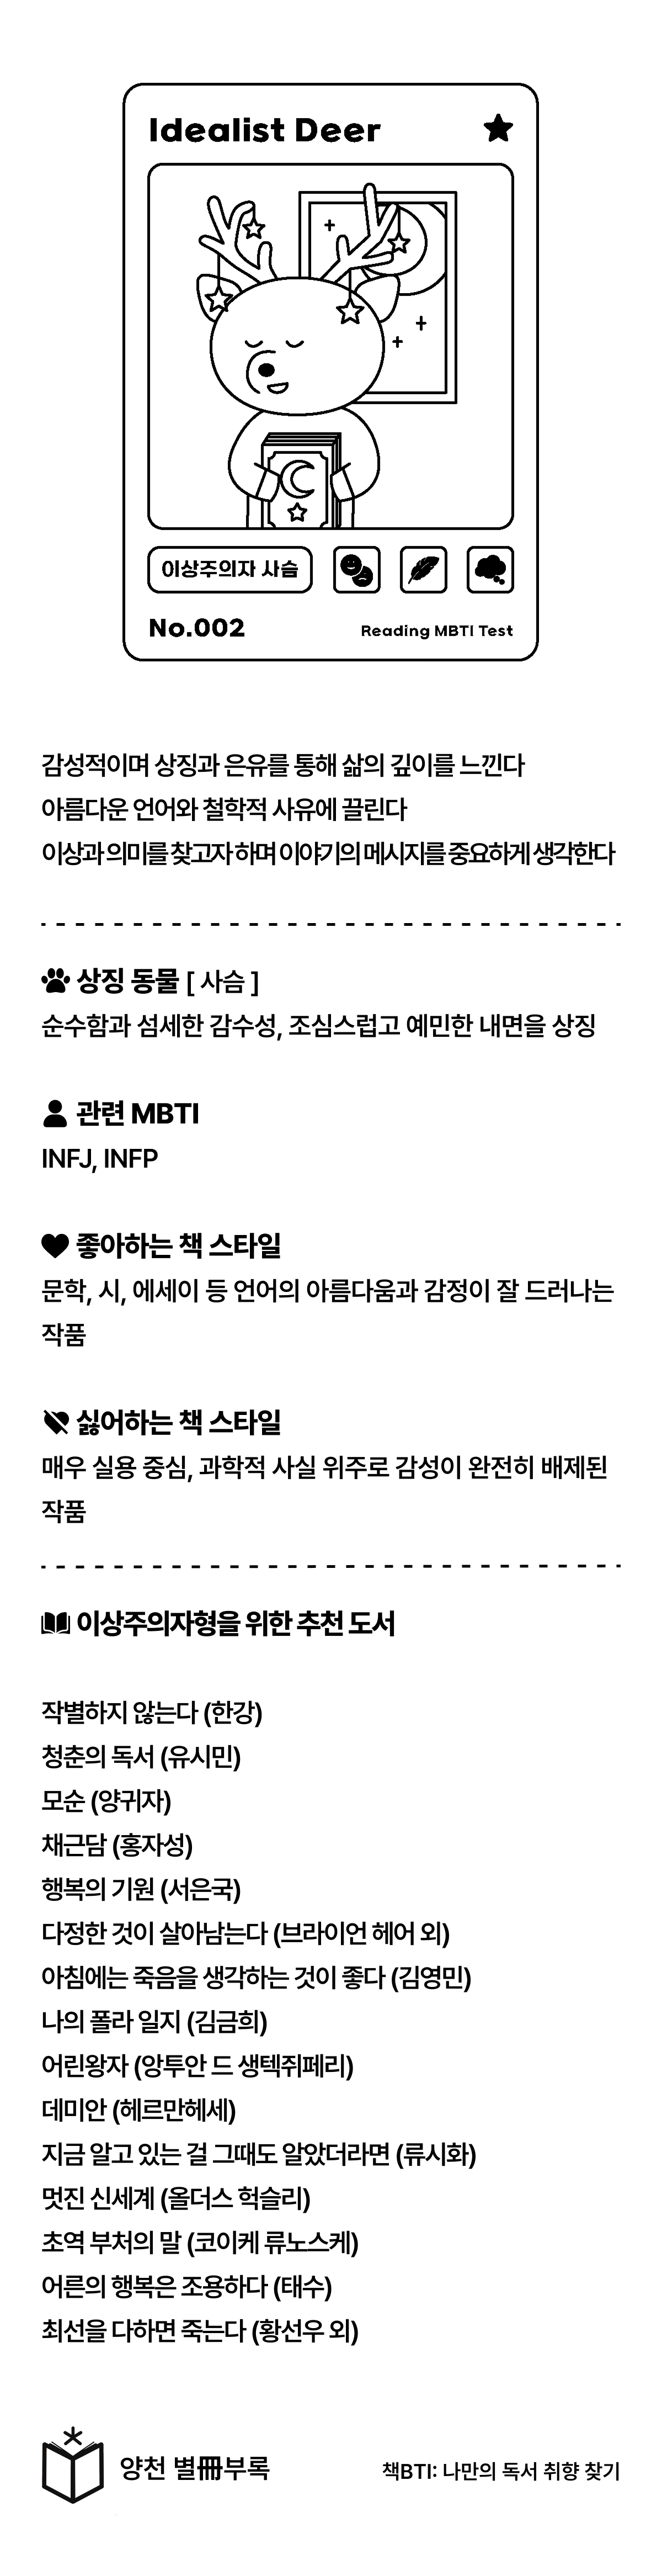 Idealist Deer
이상주의자 사슴
No.002
Reading MBTI Test
감성적이며 상징과 은유를 통해 삶의 깊이를 느낀다
아름다운 언어와 철학적 사유에 끌린다
이상과 의미를 찾고자 하며 이야기의 메시지를 중요하게 생각한다
상징 동물 [ 사슴 ]
순수함과 섬세한 감수성, 조심스럽고 예민한 내면을 상징
관련 MBTI
INFJ, INFP
좋아하는 책 스타일
문학, 시, 에세이 등 언어의 아름다움과 감정이 잘 드러나는
작품
싫어하는 책 스타일
매우 실용 중심, 과학적 사실 위주로 감성이 완전히 배제된
작품
이상주의자형을 위한 추천 도서
작별하지 않는다 (한강)
청춘의 독서 (유시민)
모순 (양귀자)
채근담 (홍자성)
행복의 기원 (서은국)
다정한 것이 살아남는다 (브라이언 헤어 외)
아침에는 죽음을 생각하는 것이 좋다 (김영민)
나의 폴라 일지 (김금희)
어린왕자 (앙투안 드 생텍쥐페리)
데미안 (헤르만헤세)
지금 알고 있는 걸 그때도 알았더라면 (류시화)
멋진 신세계 (올더스 헉슬리)
초역 부처의 말 (코이케 류노스케)
어른의 행복은 조용하다 (태수)
최선을 다하면 죽는다 (황선우 외)
양천 별冊부록
책BTI: 나만의 독서 취향 찾기